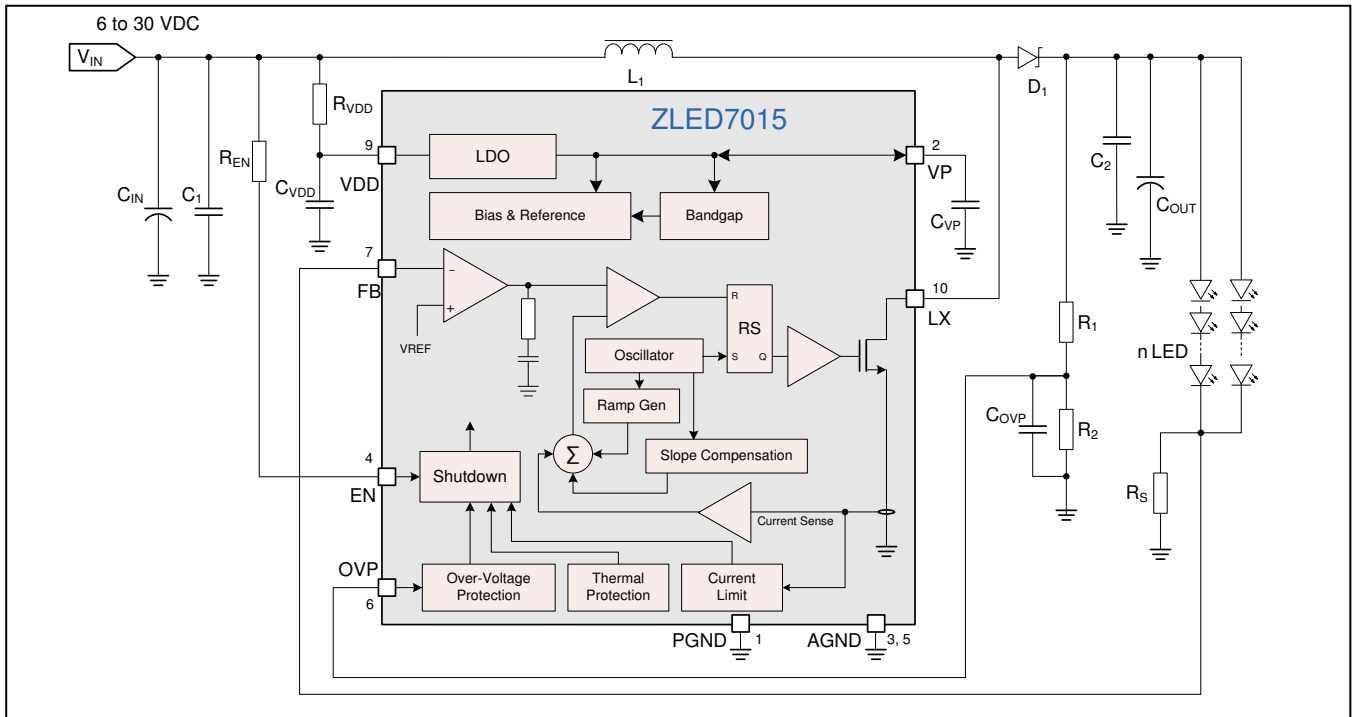 6 to 30 VDC
VIN
L1
D1
RVDD
ZLED7015
REN
9
LDO
2
VDD
VP
CIN
C1
CVDD
Bias & Reference
Bandgap
CVP
C2
COUT
7
FB
−
+
VREF
R
RS
S
Q
10
LX
Oscillator
Ramp Gen
Σ
Slope Compensation
R1
n LED
COVP
R2
4
EN
Shutdown
Current Sense
RS
OVP
6
Over-Voltage
Protection
Thermal
Protection
Current
Limit
PGND
1
AGND
3, 5